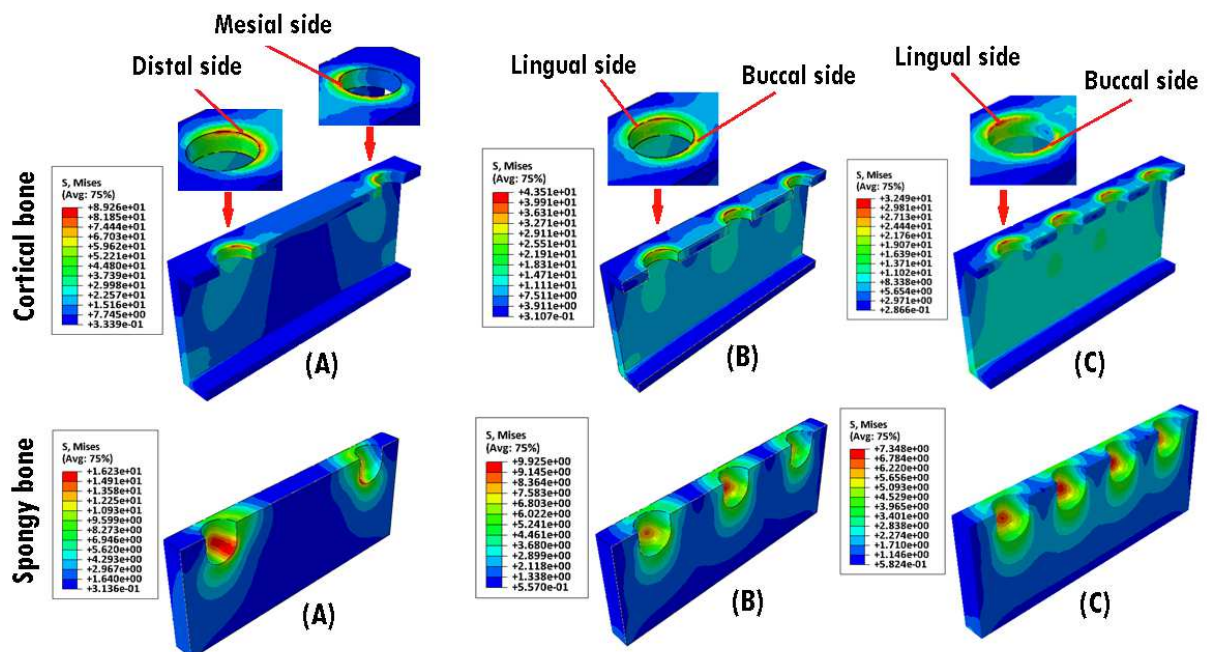 Mesial side
Distal side
Lingual side
Buccal side
Lingual side
Buccal side
Cortical bone
S, Mises
(Avg: 75%)
+8.926e+01
+8.185e+01
+7.444e+01
+6.703e+01
+5.962e+01
+5.221e+01
+4.480e+01
+3.739e+01
+2.998e+01
+2.257e+01
+1.516e+01
+7.745e+00
+3.339e-01
(A)
S, Mises
(Avg: 75%)
+4.351e+01
+3.991e+01
+3.631e+01
+3.271e+01
+2.911e+01
+2.551e+01
+2.191e+01
+1.831e+01
+1.471e+01
+1.111e+01
+7.511e+00
+3.911e+00
+3.107e-01
(B)
S, Mises
(Avg: 75%)
+3.249e+01
+2.981e+01
+2.713e+01
+2.444e+01
+2.176e+01
+1.907e+01
+1.639e+01
+1.371e+01
+1.102e+01
+8.338e+00
+5.654e+00
+2.971e+00
+2.866e-01
(C)
Spongy bone
S, Mises
(Avg: 75%)
+1.623e+01
+1.491e+01
+1.358e+01
+1.225e+01
+1.093e+01
+9.599e+00
+8.273e+00
+6.946e+00
+5.620e+00
+4.293e+00
+2.967e+00
+1.640e+00
+3.136e-01
(A)
S, Mises
(Avg: 75%)
+9.925e+00
+9.145e+00
+8.364e+00
+7.583e+00
+6.803e+00
+6.022e+00
+5.241e+00
+4.461e+00
+3.680e+00
+2.899e+00
+2.118e+00
+1.338e+00
+5.570e-01
(B)
S, Mises
(Avg: 75%)
+7.348e+00
+6.784e+00
+6.220e+00
+5.656e+00
+5.093e+00
+4.529e+00
+3.965e+00
+3.401e+00
+2.838e+00
+2.274e+00
+1.710e+00
+1.146e+00
+5.824e-01
(C)